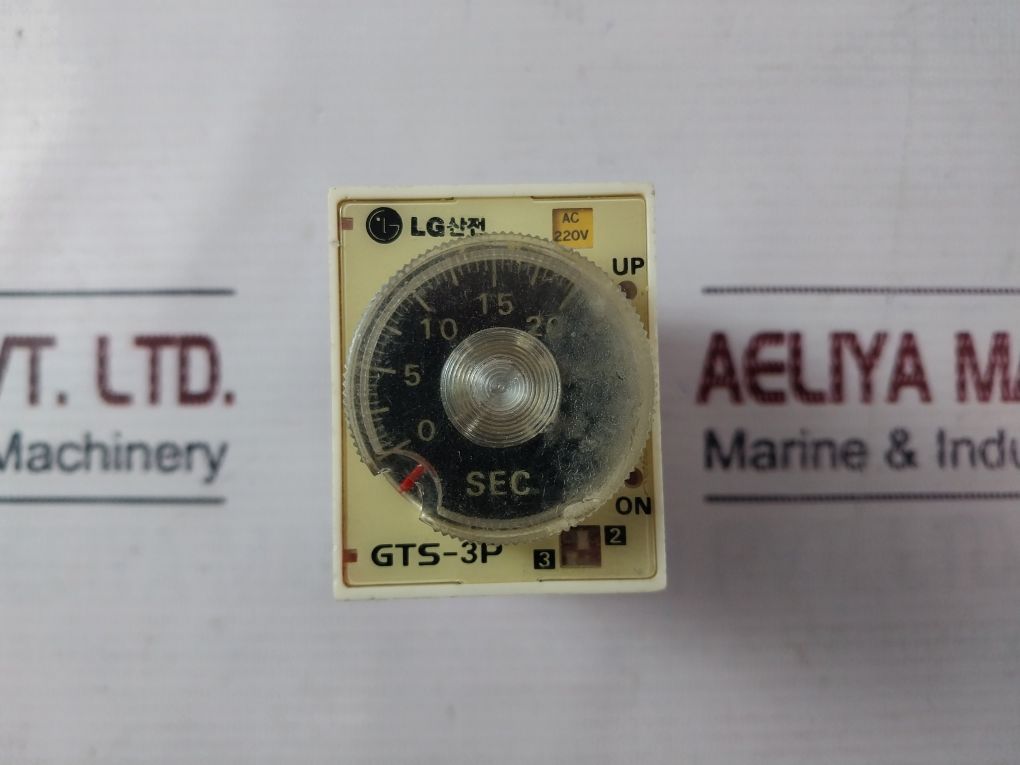 LG산전
AC
220V
UP
15
10
20
5
0
SEC
ON
GTS-3P
3
2
VT. LTD.
Machinery
AELIYA MA
Marine & Indu